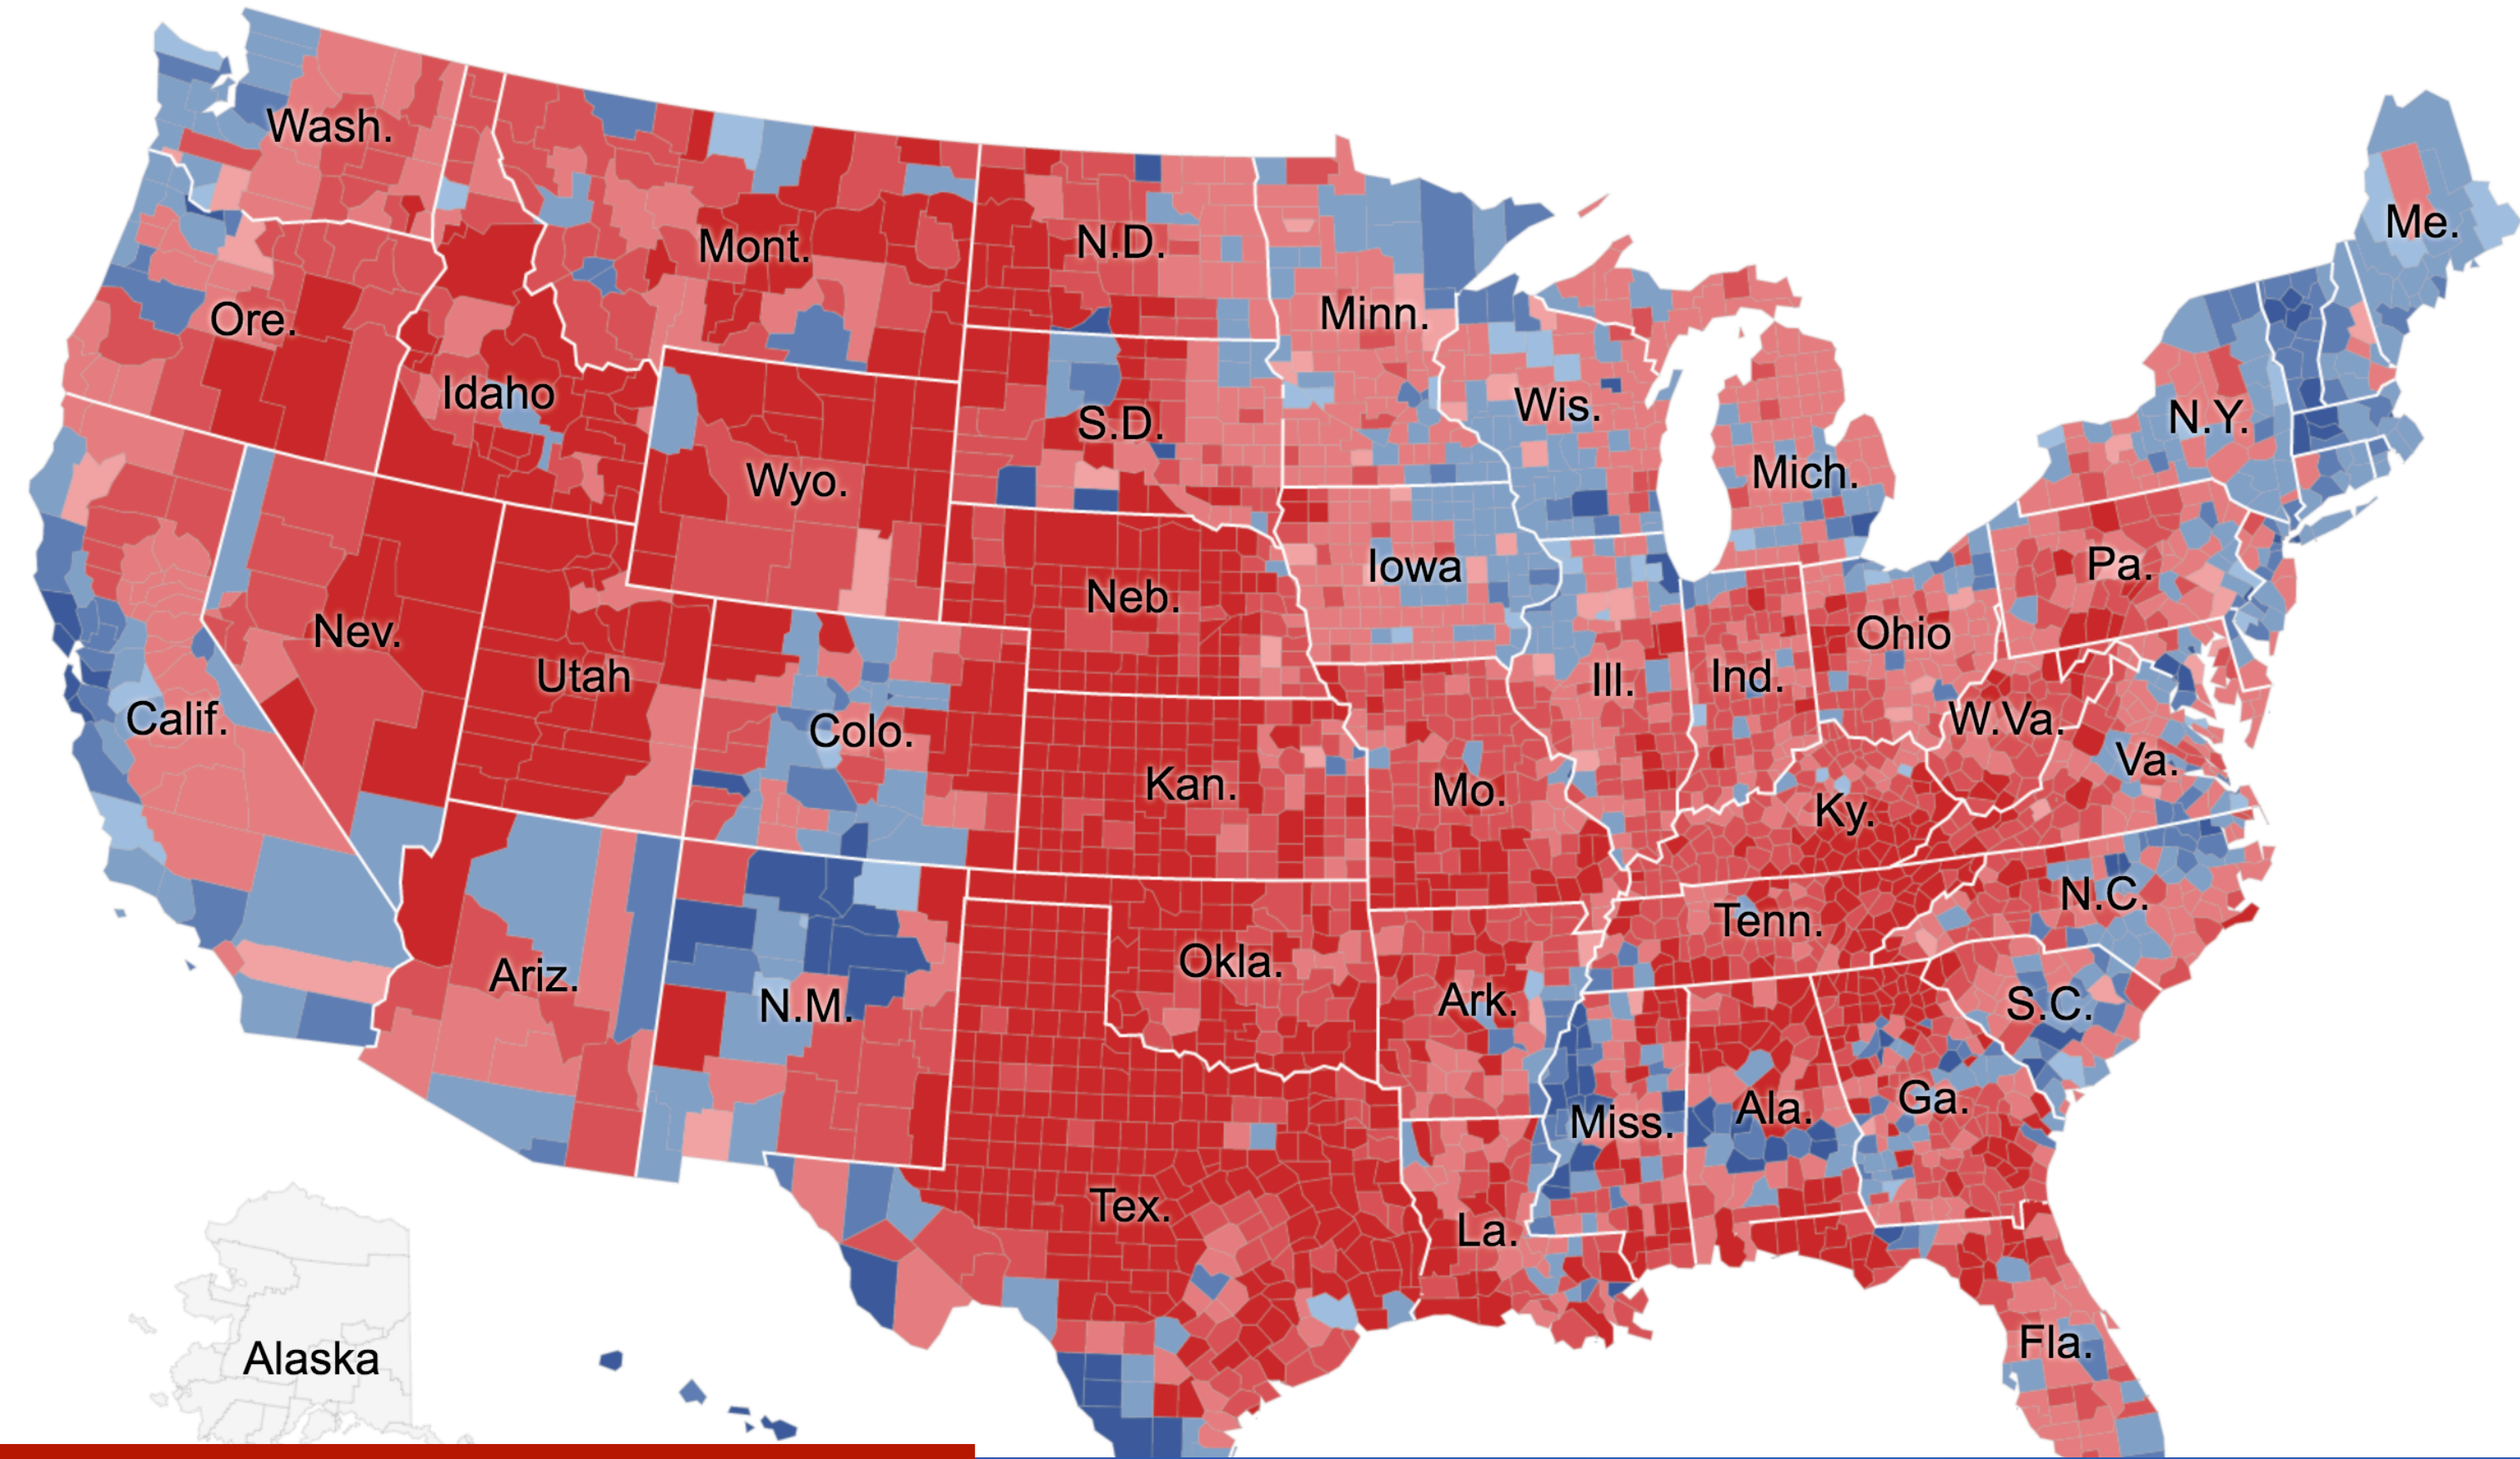 Wash.
Me.
Mont.
N.D.
Minn.
Ore.
Idaho
Wis.
N.Y.
S.D.
Mich.
Wyo.
Iowa
Pa.
Neb.
Nev.
Ohio
Utah
Ill.
Ind.
Calif.
Colo.
W.Va.
Va.
Kan.
Mo.
Ky.
N.C.
Tenn.
Okla.
Ariz.
N.M.
Ark.
S.C.
Ga.
Miss.
Ala.
Tex.
La.
Fla.
Alaska